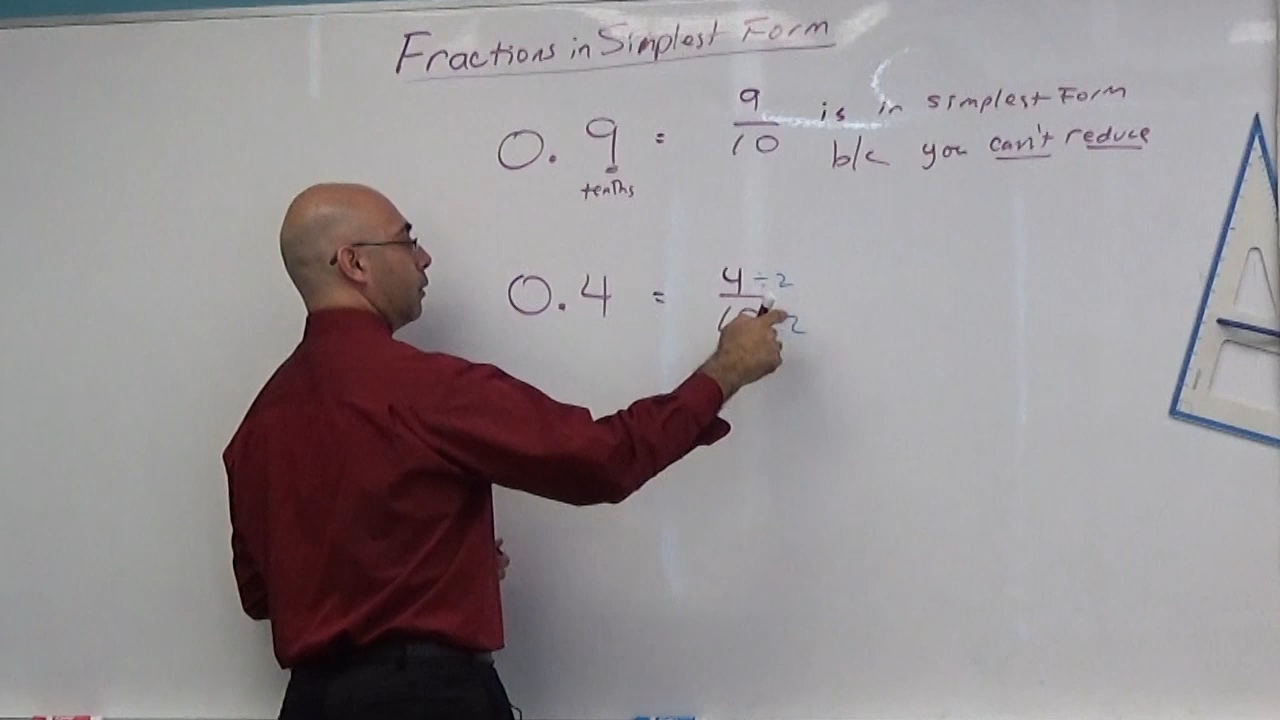 Fractions in Simplest Form
0.9 = 9/10 is in simplest Form
b/c you can't reduce
tenths
0.4 = 4 ÷ 2
10 2